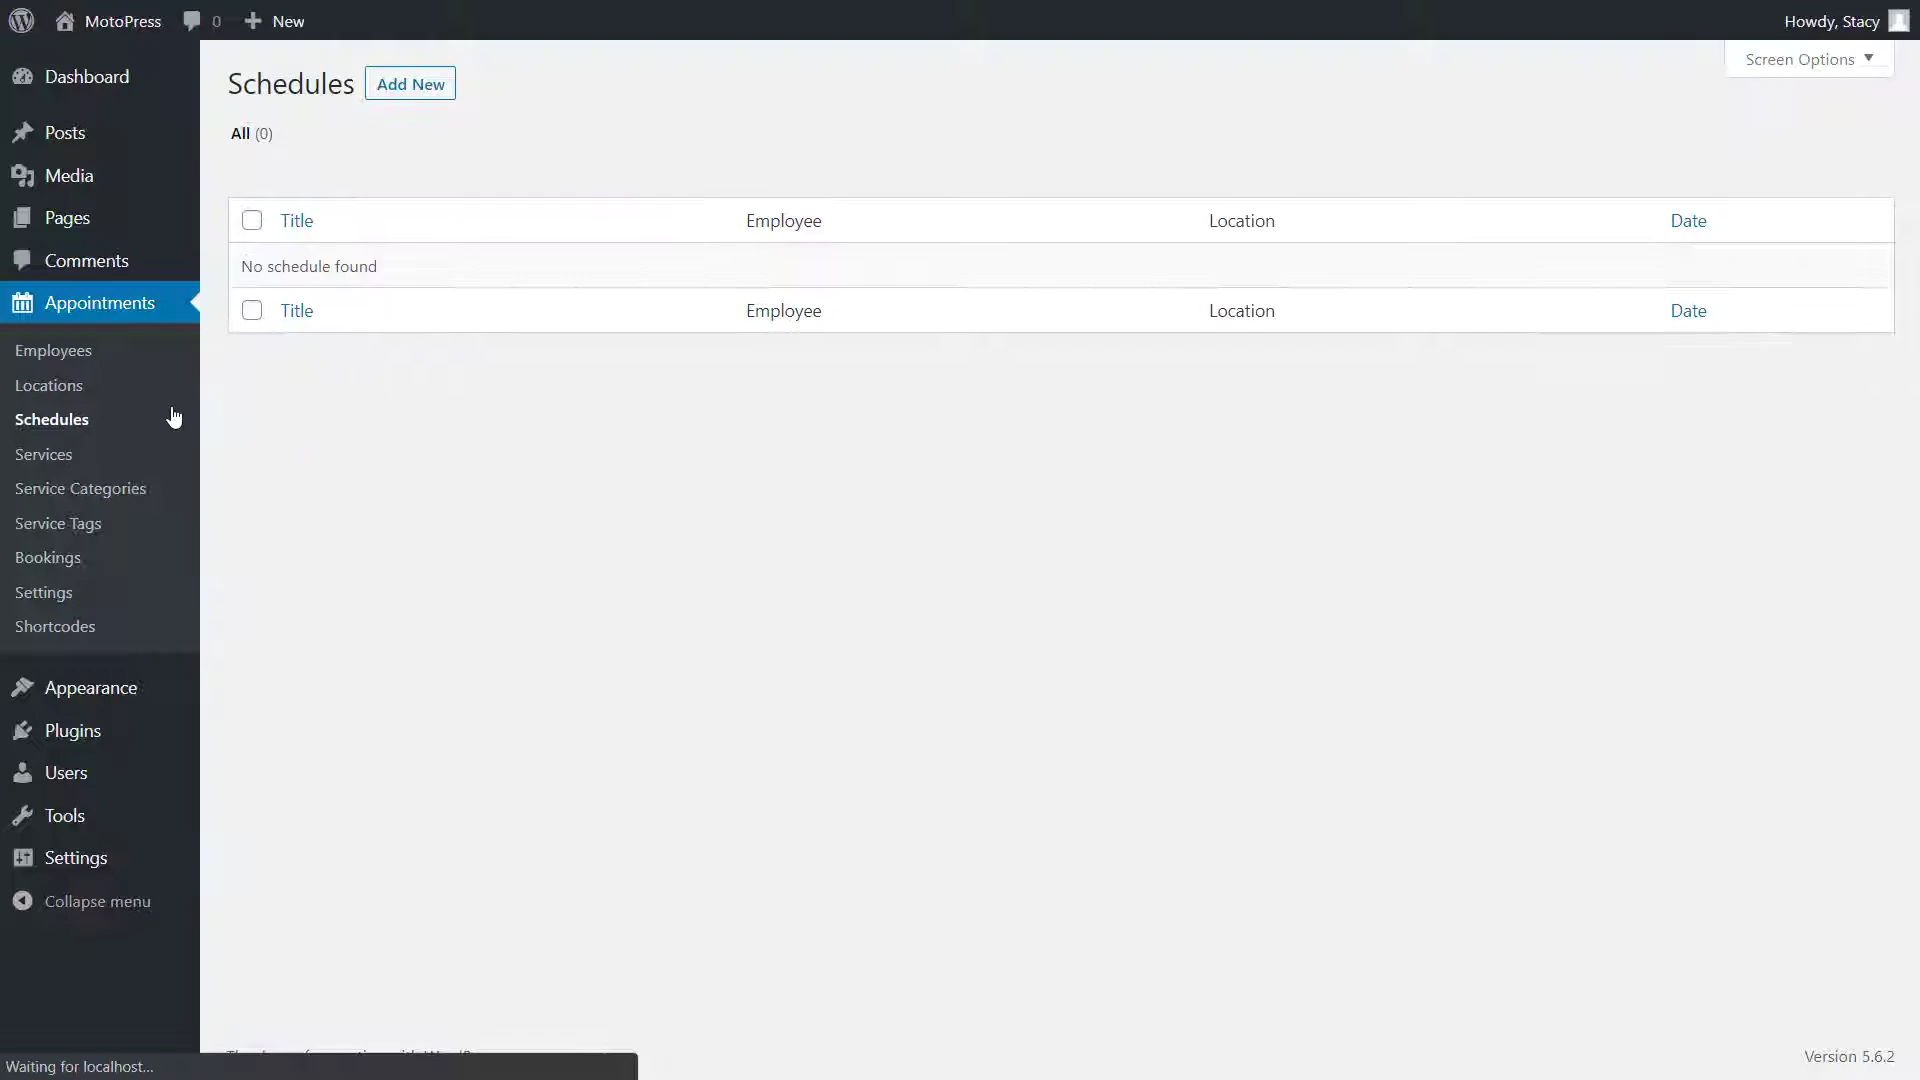 MotoPress 0 New Howdy, Stacy
Dashboard
Posts
Media
Pages
Comments
Appointments
Employees
Locations
Schedules
Services
Service Categories
Service Tags
Bookings
Settings
Shortcodes
Appearance
Plugins
Users
Tools
Settings
Collapse menu
Screen Options
Schedules Add New
All (0)
Title Employee Location Date
No schedule found
Title Employee Location Date
Waiting for localhost...
Version 5.6.2